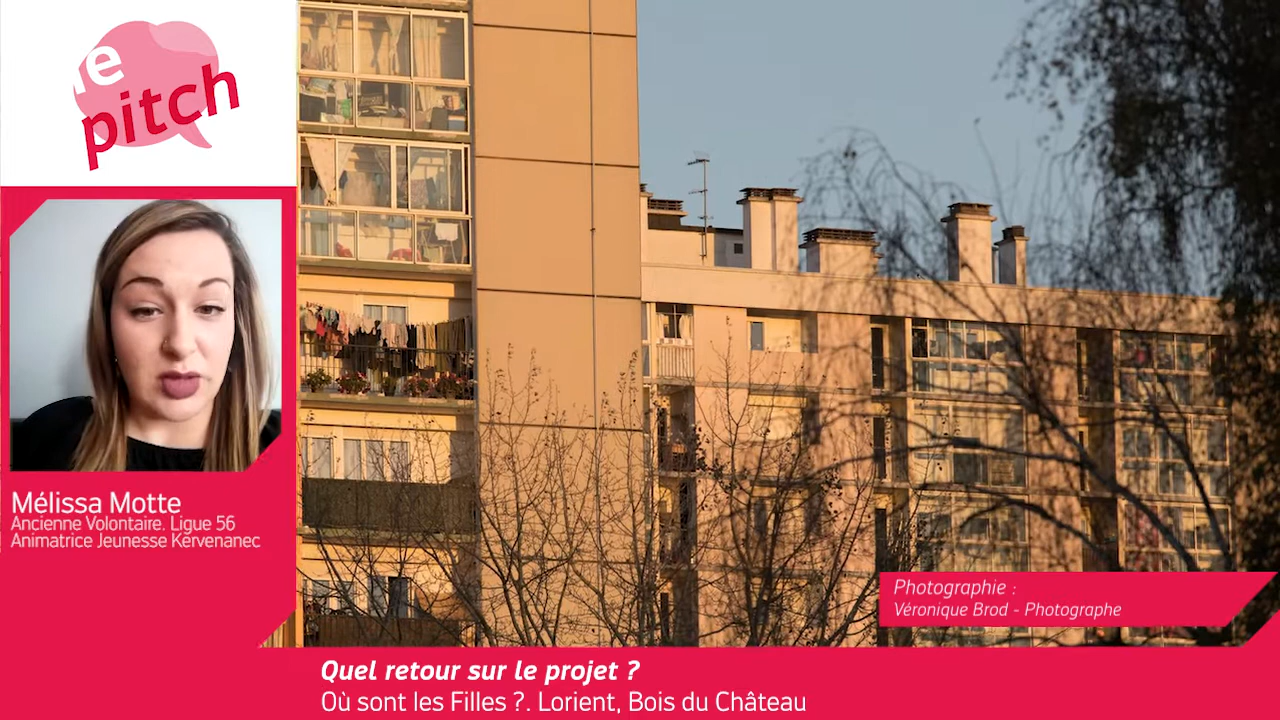 le
pitch
Mélissa Motte
Ancienne Volontaire. Ligue 56
Animatrice Jeunesse Kervenanec
Photographie :
Véronique Brod - Photographe
Quel retour sur le projet ?
Où sont les Filles ?. Lorient, Bois du Château